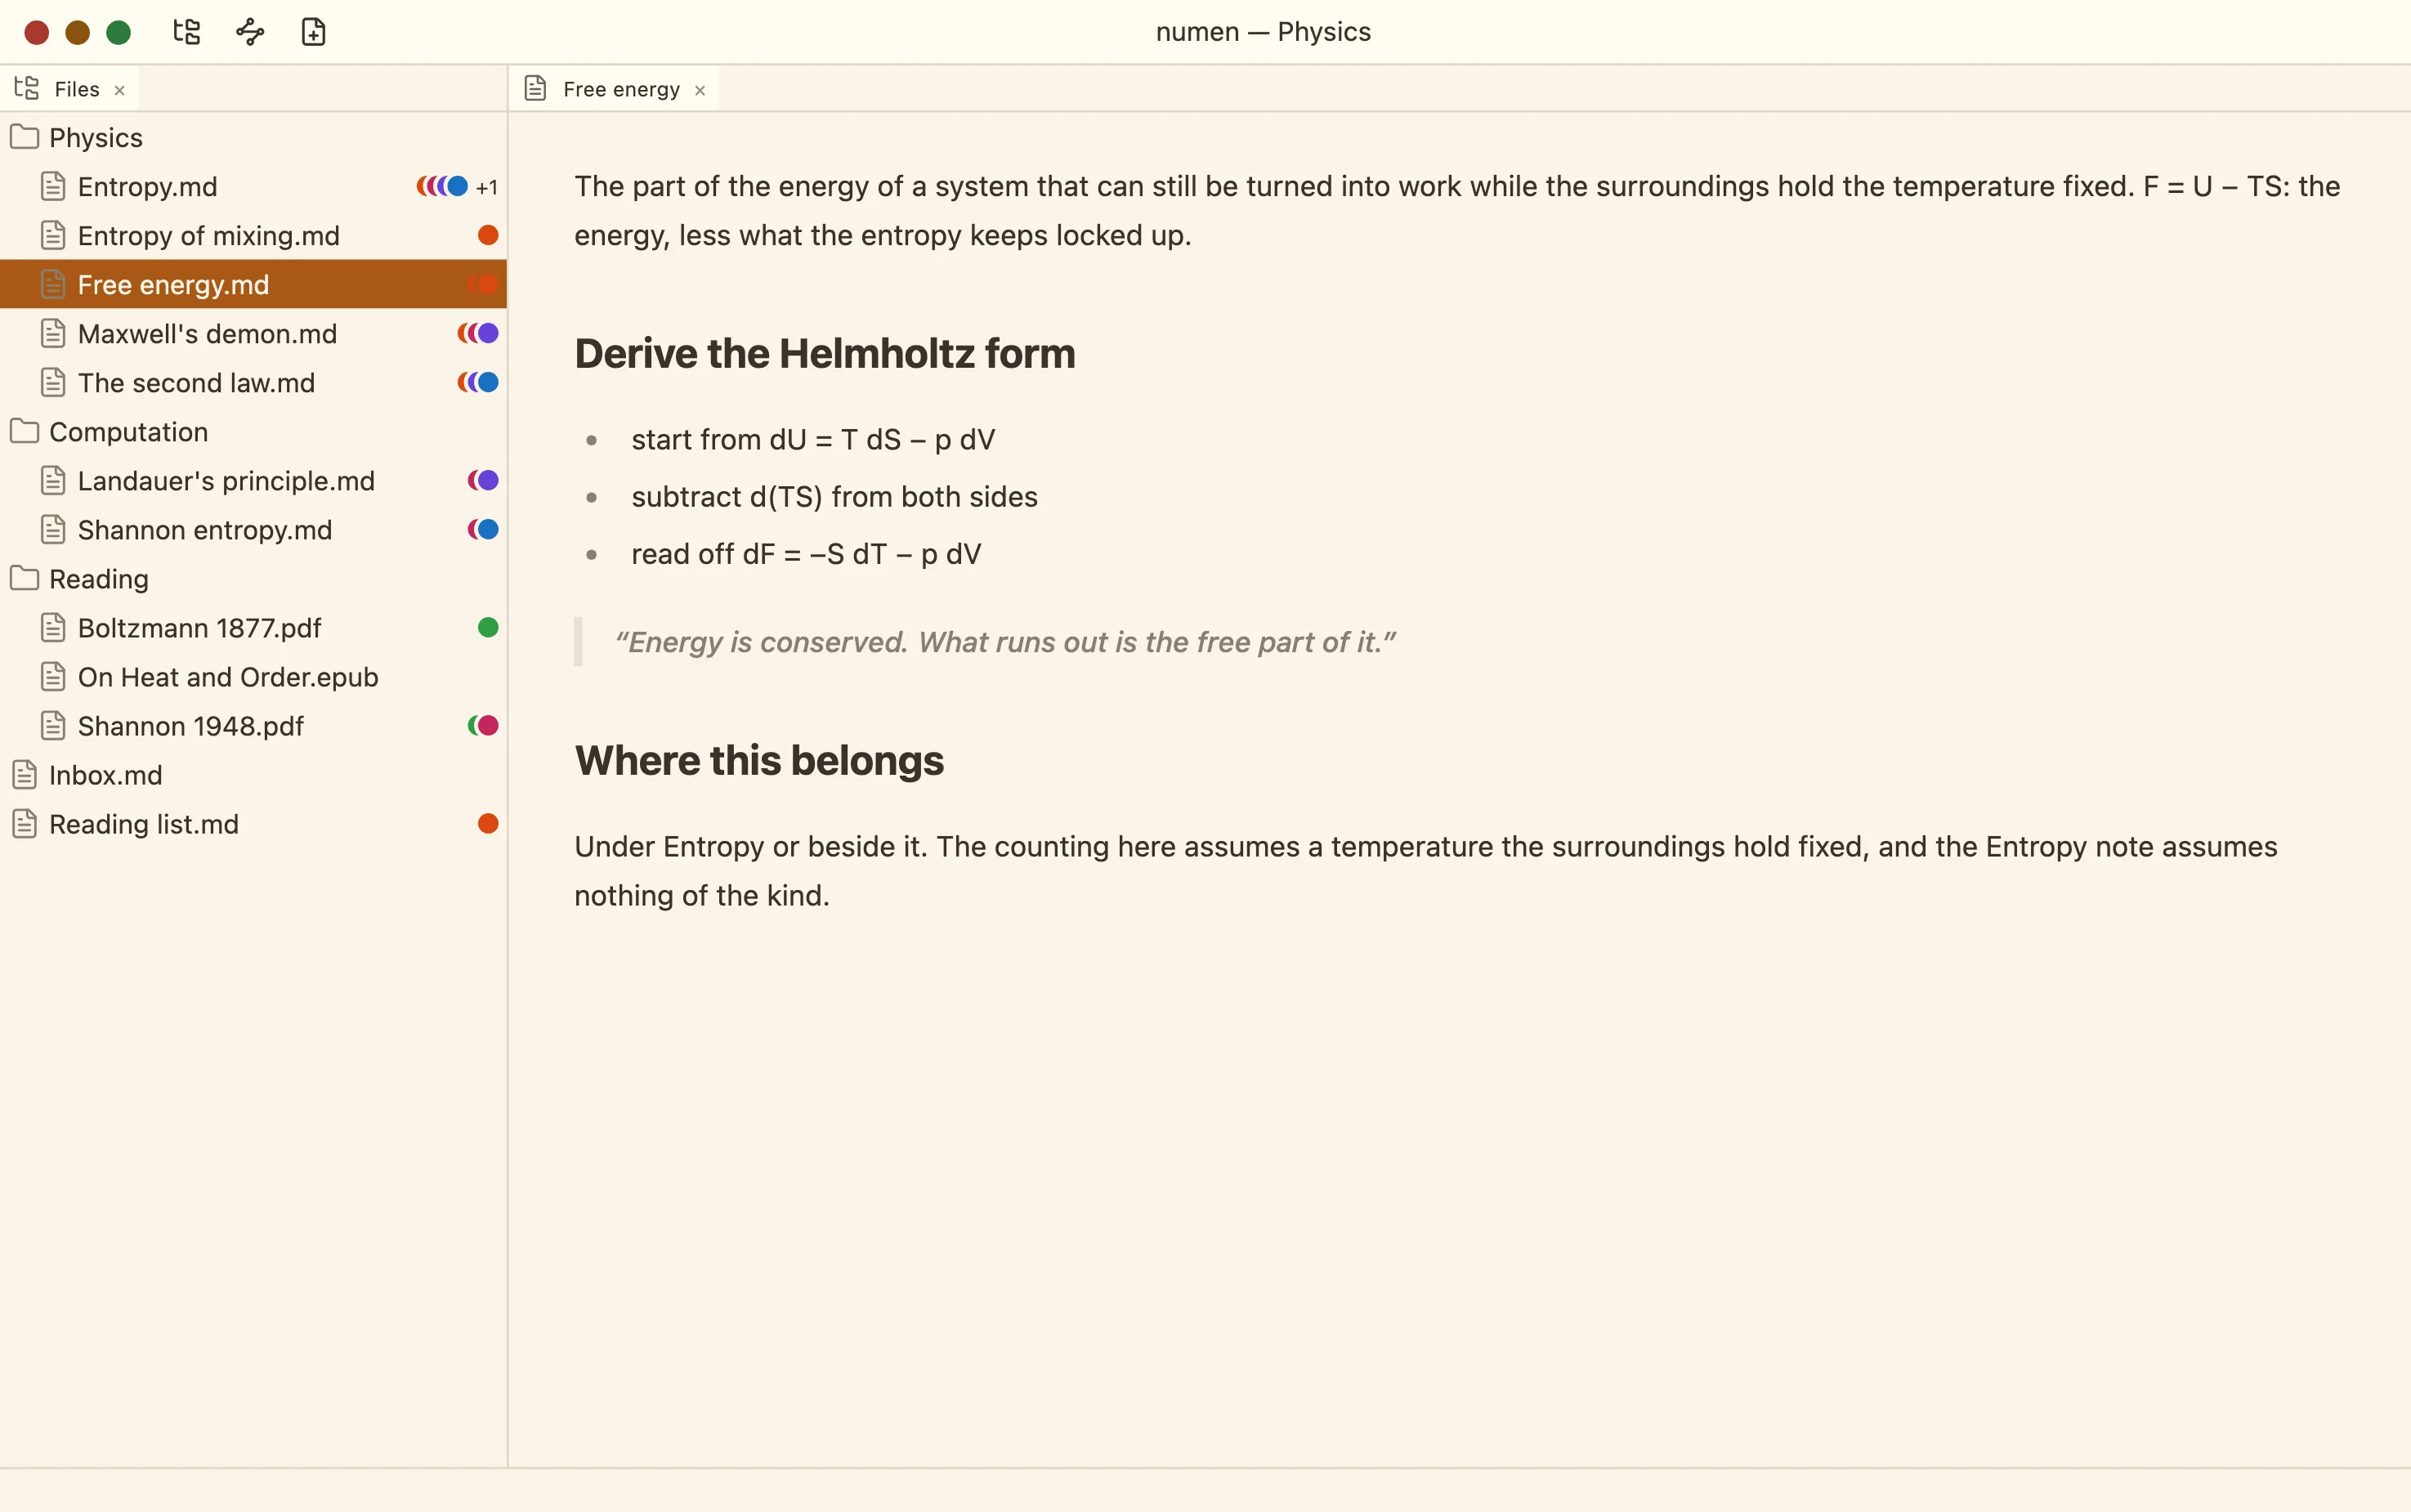 numen — Physics
Files ×
Free energy ×
Physics
Entropy.md +1
Entropy of mixing.md
Free energy.md
Maxwell's demon.md
The second law.md
Computation
Landauer's principle.md
Shannon entropy.md
Reading
Boltzmann 1877.pdf
On Heat and Order.epub
Shannon 1948.pdf
Inbox.md
Reading list.md
The part of the energy of a system that can still be turned into work while the surroundings hold the temperature fixed. F = U – TS: the
energy, less what the entropy keeps locked up.
Derive the Helmholtz form
• start from dU = T dS – p dV
• subtract d(TS) from both sides
• read off dF = –S dT – p dV
“Energy is conserved. What runs out is the free part of it.”
Where this belongs
Under Entropy or beside it. The counting here assumes a temperature the surroundings hold fixed, and the Entropy note assumes
nothing of the kind.